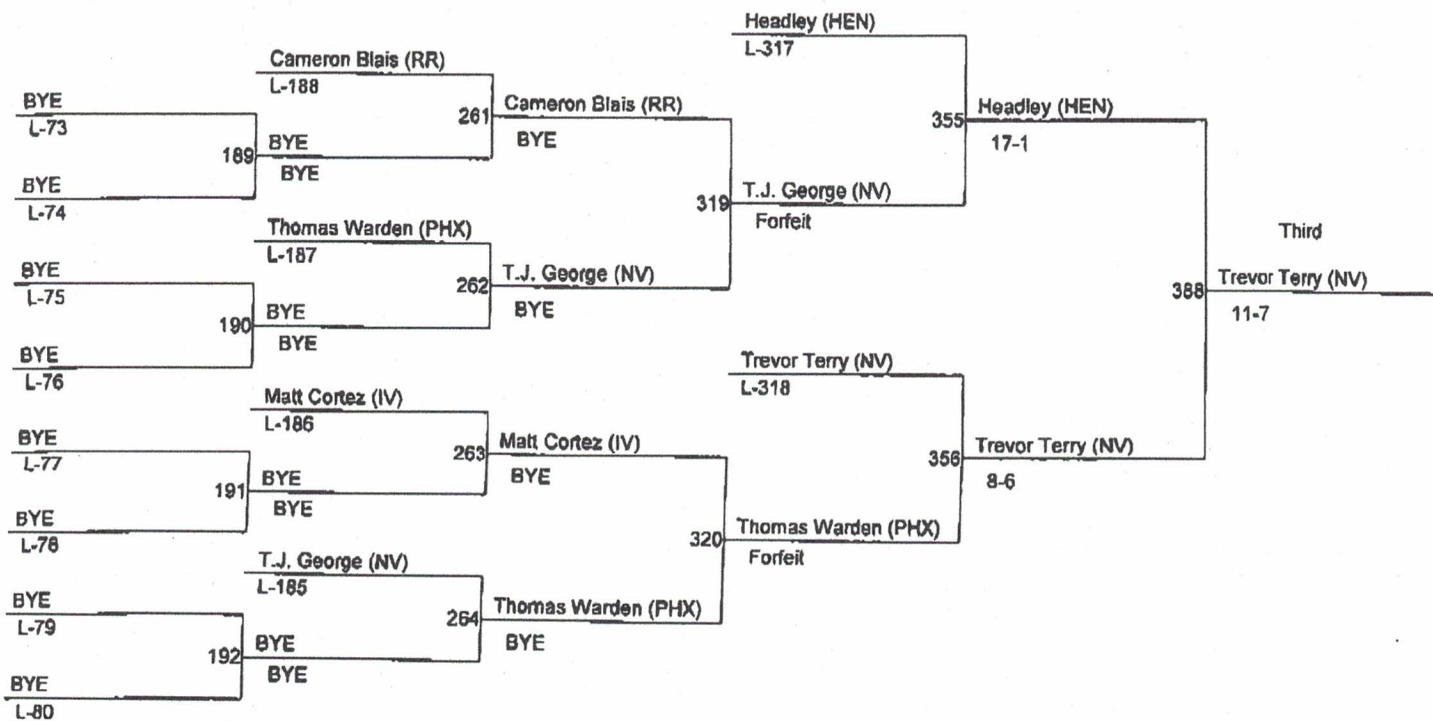 Headley (HEN)
L-317
Cameron Blais (RR)
L-188
BYE
L-73
261
Cameron Blais (RR)
BYE
355
Headley (HEN)
17-1
189
BYE
BYE
BYE
L-74
319
T.J. George (NV)
Forfeit
Thomas Warden (PHX)
L-187
Third
BYE
L-75
262
T.J. George (NV)
BYE
388
Trevor Terry (NV)
11-7
190
BYE
BYE
BYE
L-76
Trevor Terry (NV)
L-318
Matt Cortez (IV)
L-186
BYE
L-77
263
Matt Cortez (IV)
BYE
356
Trevor Terry (NV)
8-6
191
BYE
BYE
BYE
L-78
320
Thomas Warden (PHX)
Forfeit
T.J. George (NV)
L-185
BYE
L-79
264
Thomas Warden (PHX)
BYE
192
BYE
BYE
BYE
L-80